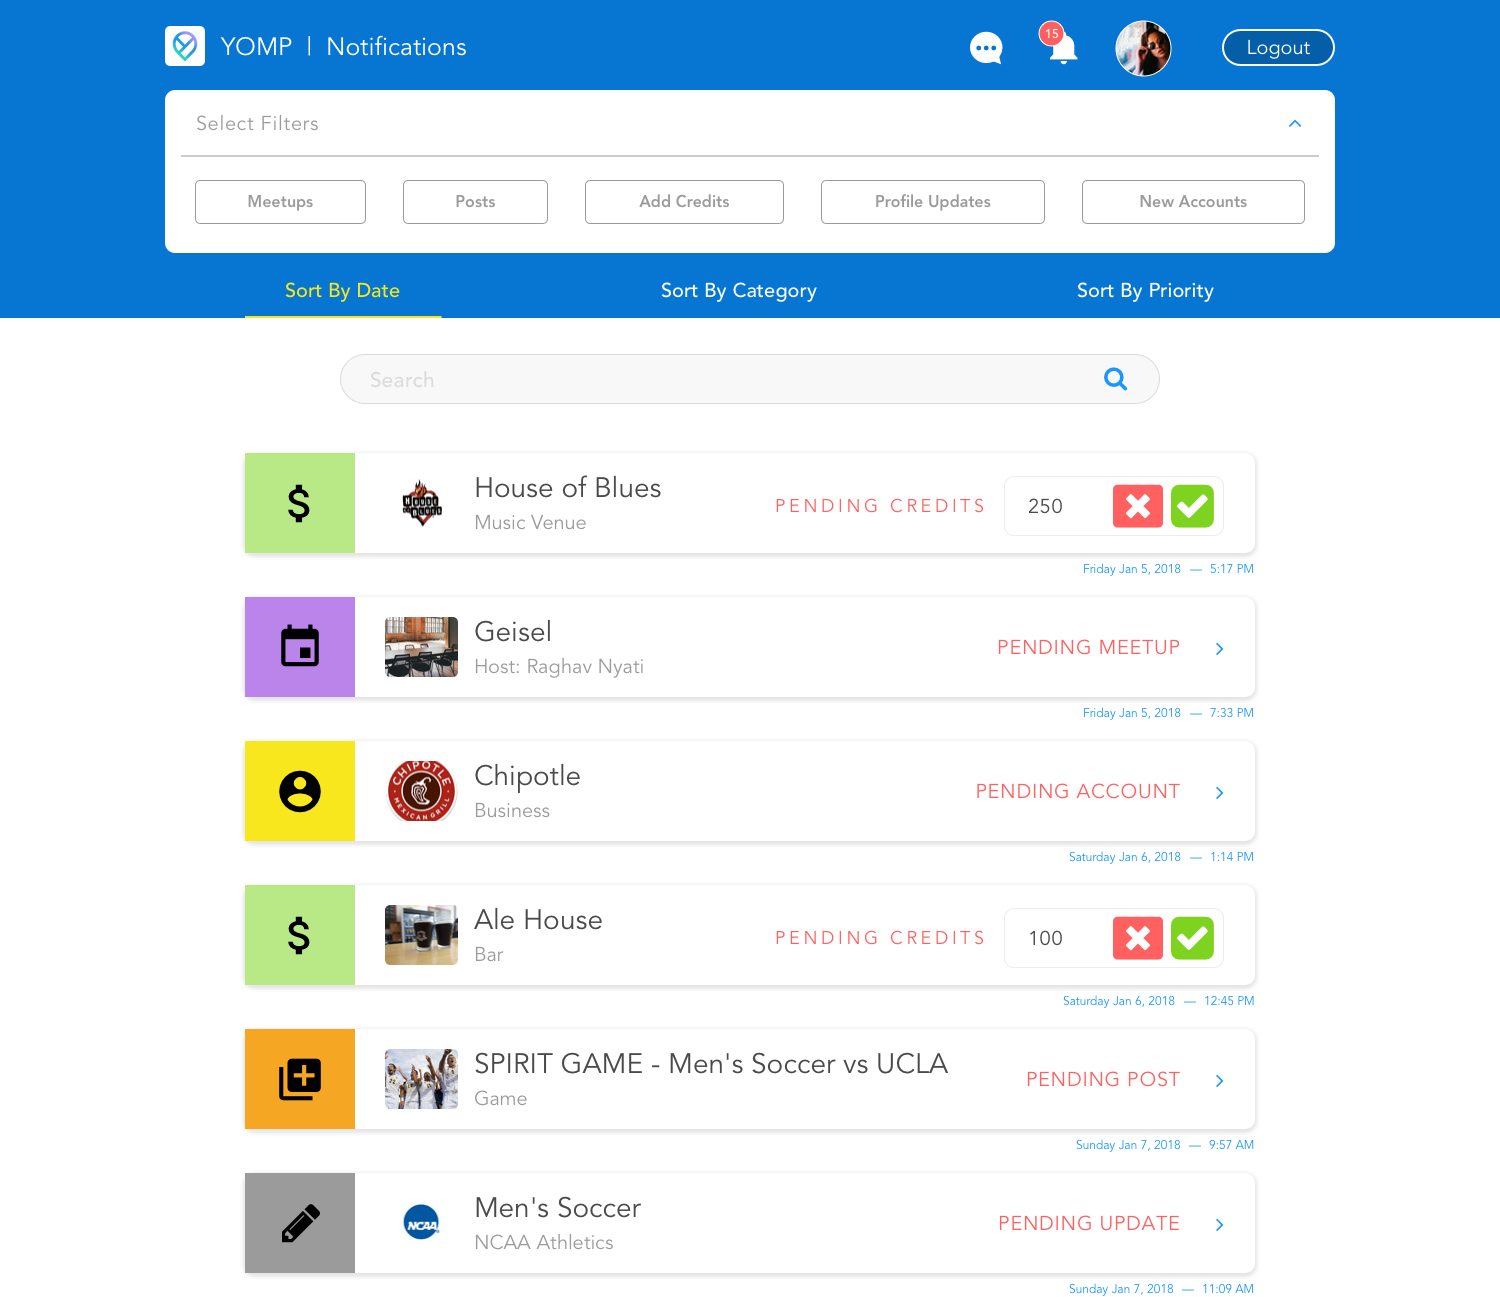 YOMP | Notifications
15
Logout
Select Filters
Meetups
Posts
Add Credits
Profile Updates
New Accounts
Sort By Date
Sort By Category
Sort By Priority
Search
House of Blues
Music Venue
PENDING CREDITS
250
Friday Jan 5, 2018 — 5:17 PM
Geisel
Host: Raghav Nyati
PENDING MEETUP
Friday Jan 5, 2018 — 7:33 PM
CHIPOTLE
MEXICAN GRILL
Chipotle
Business
PENDING ACCOUNT
Saturday Jan 6, 2018 — 1:14 PM
Ale House
Bar
PENDING CREDITS
100
Saturday Jan 6, 2018 — 12:45 PM
SPIRIT GAME - Men's Soccer vs UCLA
Game
PENDING POST
Sunday Jan 7, 2018 — 9:57 AM
NCAA
Men's Soccer
NCAA Athletics
PENDING UPDATE
Sunday Jan 7, 2018 — 11:09 AM